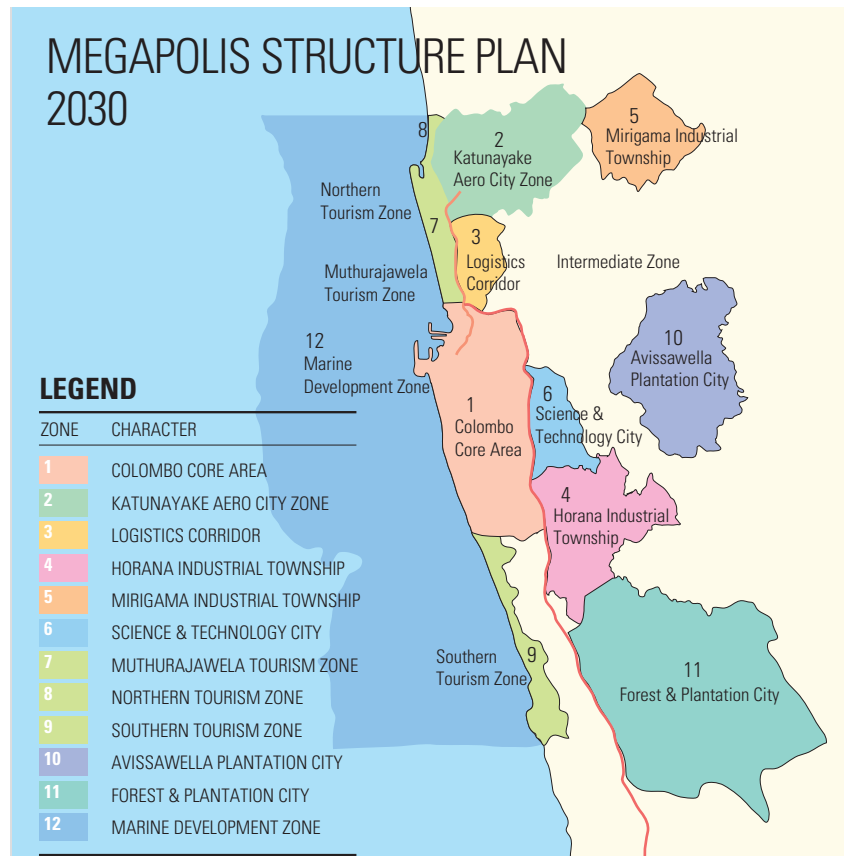 MEGAPOLIS STRUCTURE PLAN
2030
8
2
Katunayake
Aero City Zone
5
Mirigama Industrial
Township
Northern
Tourism Zone
7
3
Logistics
Corridor
Intermediate Zone
Muthurajawela
Tourism Zone
12
Marine
Development Zone
10
Avissawella
Plantation City
1
Colombo
Core Area
6
Science &
Technology City
4
Horana Industrial
Township
Southern
Tourism Zone
9
11
Forest & Plantation City
LEGEND
ZONE CHARACTER
1 COLOMBO CORE AREA
2 KATUNAYAKE AERO CITY ZONE
3 LOGISTICS CORRIDOR
4 HORANA INDUSTRIAL TOWNSHIP
5 MIRIGAMA INDUSTRIAL TOWNSHIP
6 SCIENCE & TECHNOLOGY CITY
7 MUTHURAJAWELA TOURISM ZONE
8 NORTHERN TOURISM ZONE
9 SOUTHERN TOURISM ZONE
10 AVISSAWELLA PLANTATION CITY
11 FOREST & PLANTATION CITY
12 MARINE DEVELOPMENT ZONE